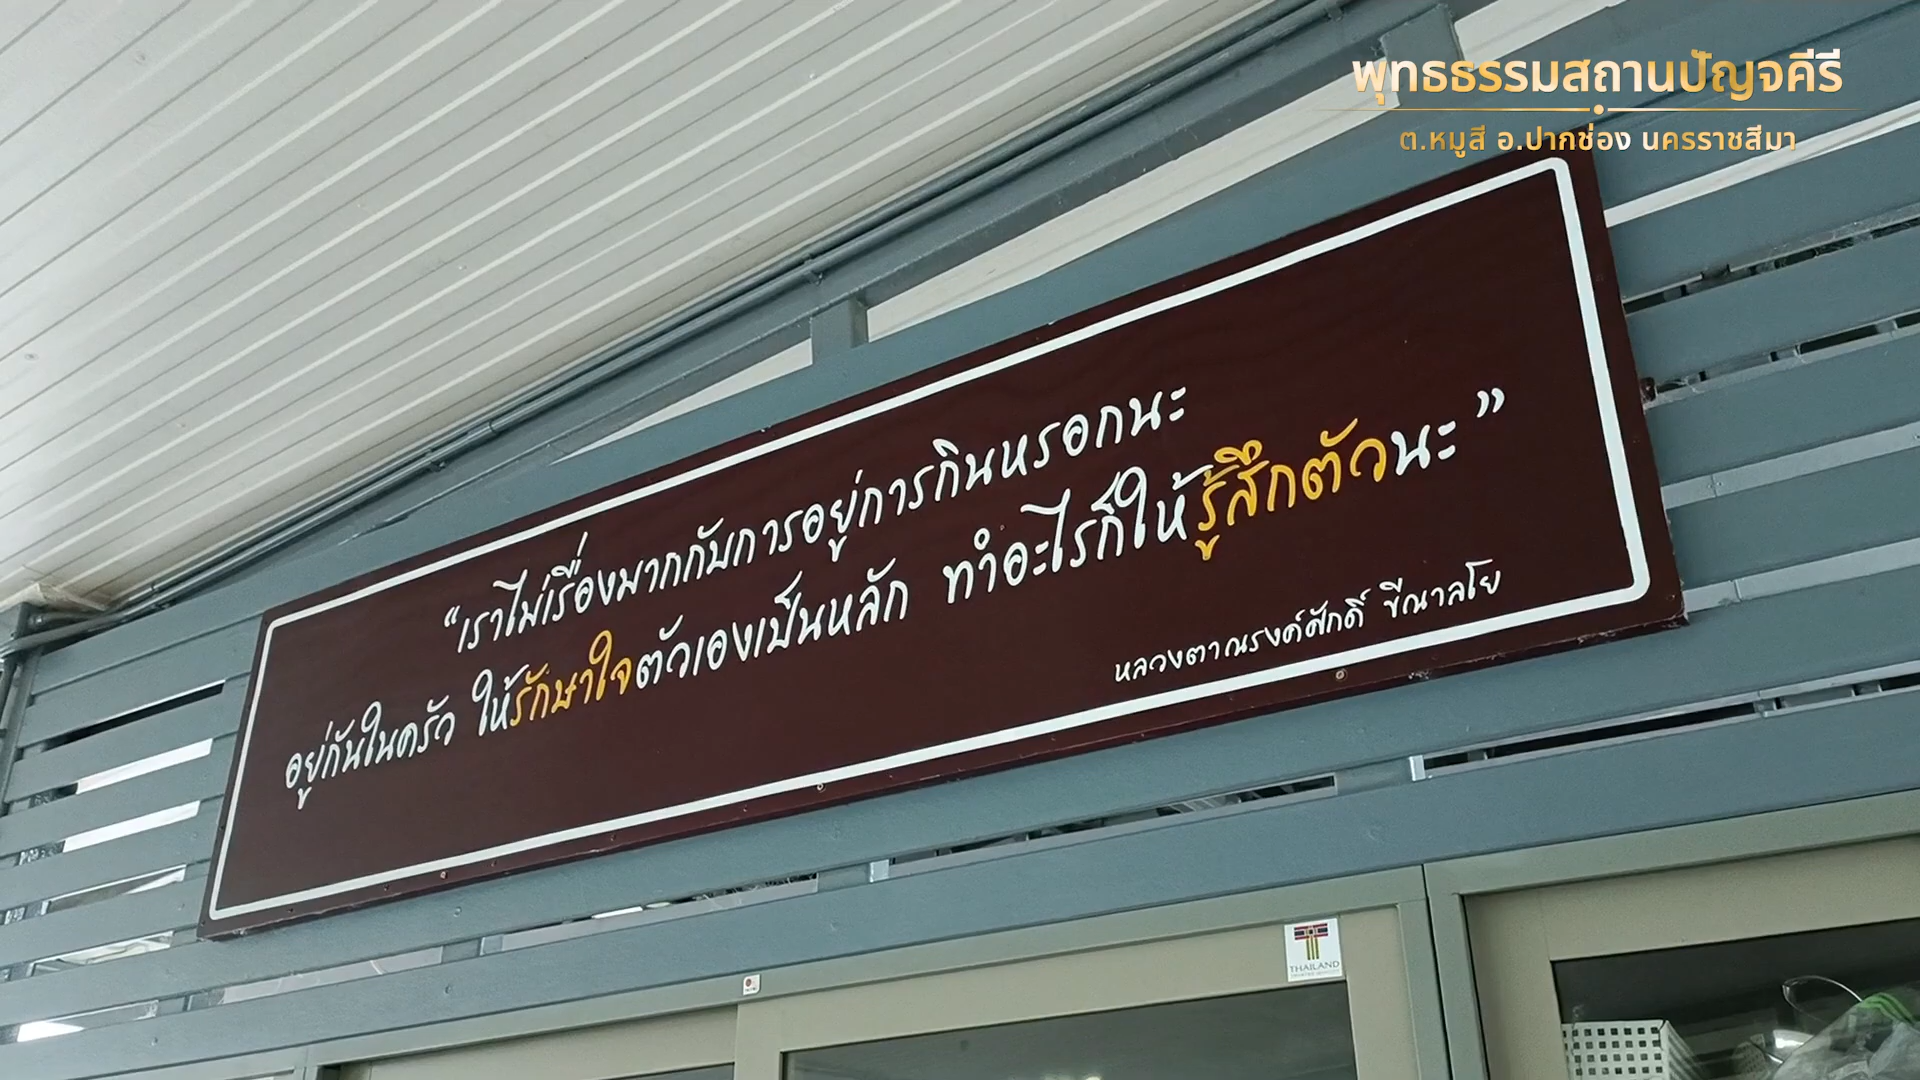 พุทธธรรมสถานปัญจคีรี
ต.หมูสี อ.ปากช่อง นครราชสีมา
“เราไม่เรื่องมากกับการอยู่การกินหรอกนะ
อยู่กันในครัว ให้รักษาใจตัวเองเป็นหลัก ทำอะไรก็ให้รู้สึกตัวนะ”
หลวงตาณรงค์ศักดิ์ ขีณาลโย
THAILAND